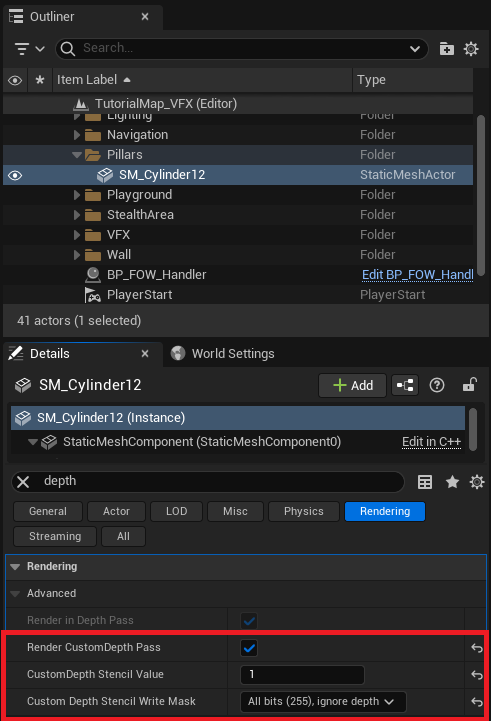 Outliner
Search...
Item Label Type
TutorialMap_VFX (Editor)
Lighting Folder
Navigation Folder
Pillars Folder
SM_Cylinder12 StaticMeshActor
Playground Folder
StealthArea Folder
VFX Folder
Wall Folder
BP_FOW_Handler Edit BP_FOW_Handl
PlayerStart PlayerStart
41 actors (1 selected)
Details World Settings
SM_Cylinder12 Add
SM_Cylinder12 (Instance)
StaticMeshComponent (StaticMeshComponent0) Edit in C++
depth
General Actor LOD Misc Physics Rendering
Streaming All
Rendering
Advanced
Render in Depth Pass
Render CustomDepth Pass
CustomDepth Stencil Value 1
Custom Depth Stencil Write Mask All bits (255), ignore depth